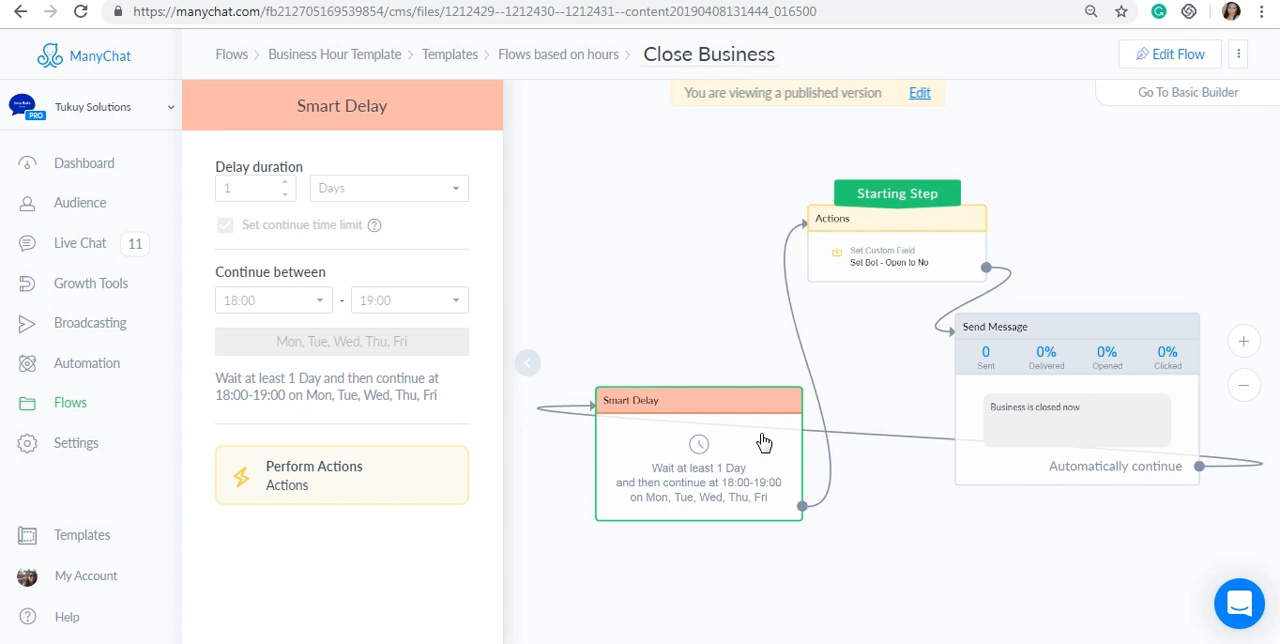 https://manychat.com/fb212705169539854/cms/files/1212429--1212430--1212431--content20190408131444_016500
ManyChat
Flows > Business Hour Template > Templates > Flows based on hours > Close Business
Edit Flow
Tukuy Solutions
PRO
Smart Delay
You are viewing a published version Edit
Go To Basic Builder
Dashboard
Audience
Live Chat 11
Growth Tools
Broadcasting
Automation
Flows
Settings
Templates
My Account
Help
Delay duration
1 Days
Set continue time limit ?
Continue between
18:00 - 19:00
Mon, Tue, Wed, Thu, Fri
Wait at least 1 Day and then continue at
18:00-19:00 on Mon, Tue, Wed, Thu, Fri
Perform Actions
Actions
Starting Step
Actions
Set Custom Field
Set Bot - Open to No
Send Message
0 0% 0% 0%
Sent Delivered Opened Clicked
Business is closed now
Automatically continue
Smart Delay
Wait at least 1 Day
and then continue at 18:00-19:00
on Mon, Tue, Wed, Thu, Fri